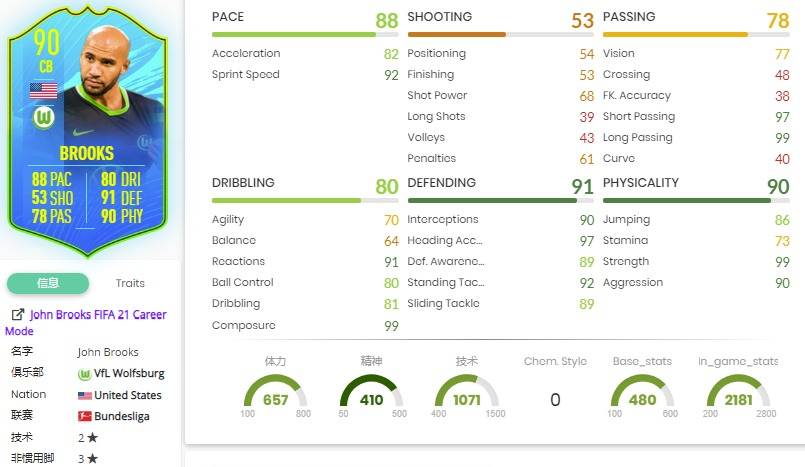 90
CB
BROOKS
88 PAC 80 DRI
53 SHO 91 DEF
78 PAS 90 PHY
信息 Traits
John Brooks FIFA 21 Career
Mode
名字 John Brooks
俱乐部 VfL Wolfsburg
Nation United States
联赛 Bundesliga
技术 2 ★
非惯用脚 3 ★
PACE 88
Acceleration 82
Sprint Speed 92
SHOOTING 53
Positioning 54
Finishing 53
Shot Power 68
Long Shots 39
Volleys 43
Penalties 61
PASSING 78
Vision 77
Crossing 48
FK. Accuracy 38
Short Passing 97
Long Passing 99
Curve 40
DRIBBLING 80
Agility 70
Balance 64
Reactions 91
Ball Control 80
Dribbling 81
Composure 99
DEFENDING 91
Interceptions 90
Heading Acc... 97
Def. Awarene... 89
Standing Tac... 92
Sliding Tackle 89
PHYSICALITY 90
Jumping 86
Stamina 73
Strength 99
Aggression 90
体力 精神 技术 Chem. Style Base_stats In_game_stats
657 410 1071 0 480 2181
100 800 50 500 400 1500 100 600 200 2800